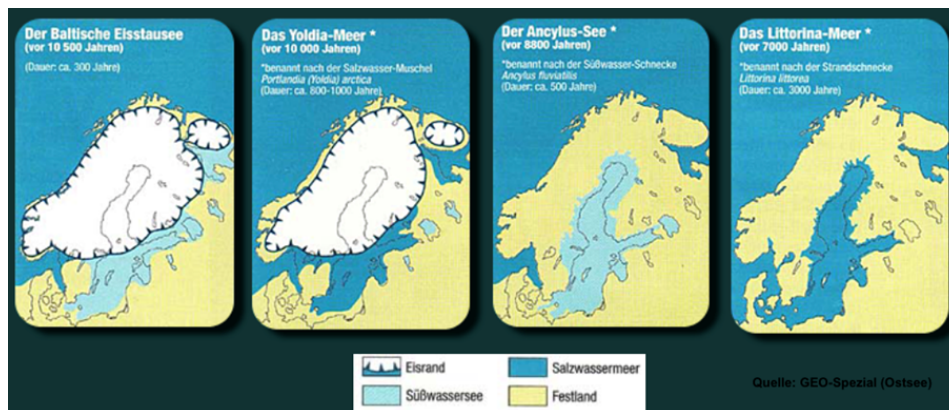 Der Baltische Eisstausee
(vor 10 500 Jahren)
(Dauer: ca. 300 Jahre)
Das Yoldia-Meer *
(vor 10 000 Jahren)
*benannt nach der Salzwasser-Muschel
Portlandia (Yoldia) arctica
(Dauer: ca. 800-1000 Jahre)
Der Ancylus-See *
(vor 8800 Jahren)
*benannt nach der Süßwasser-Schnecke
Ancylus fluviatilis
(Dauer: ca. 500 Jahre)
Das Littorina-Meer *
(vor 7000 Jahren)
*benannt nach der Strandschnecke
Littorina littorea
(Dauer: ca. 3000 Jahre)
Eisrand
Salzwassermeer
Süßwassersee
Festland
Quelle: GEO-Spezial (Ostsee)